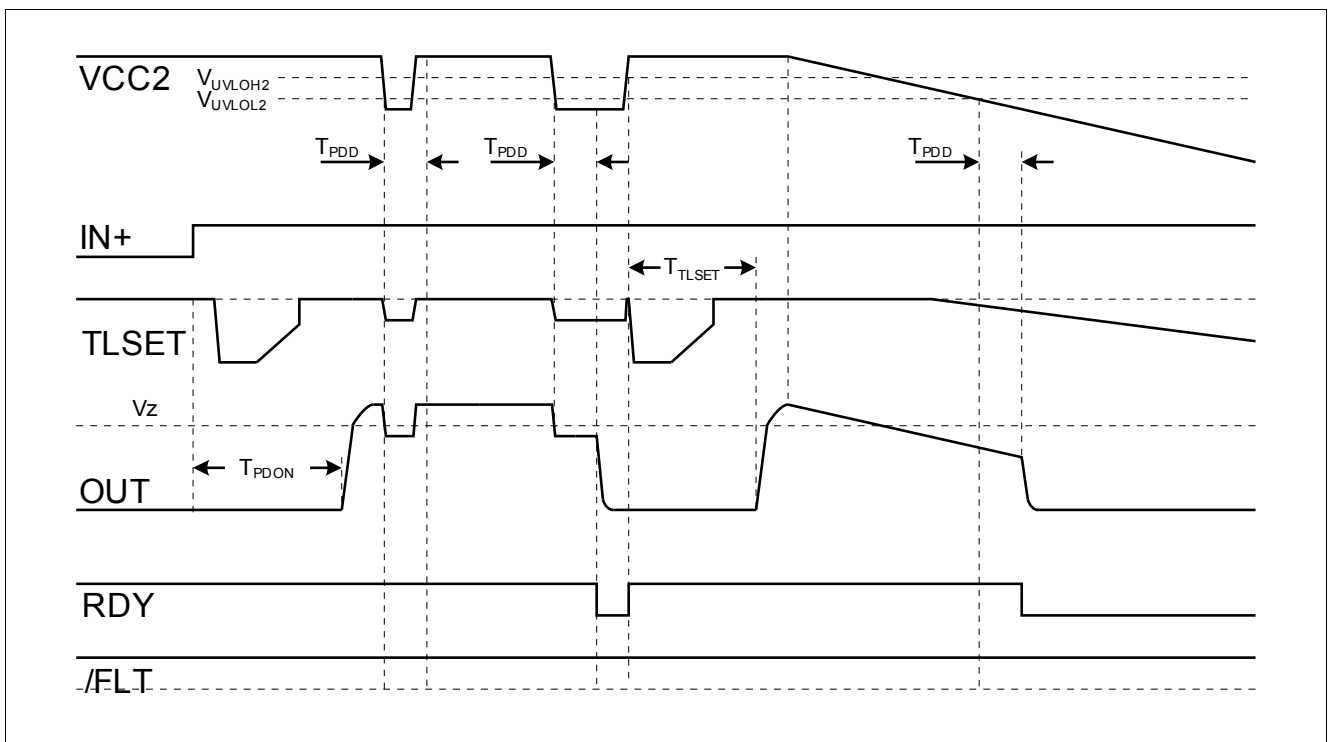 VCC2
VUVLOH2
VUVLOL2
TPDD TPDD TPDD
IN+
TTLSET
TLSET
Vz
TPDON
OUT
RDY
/FLT